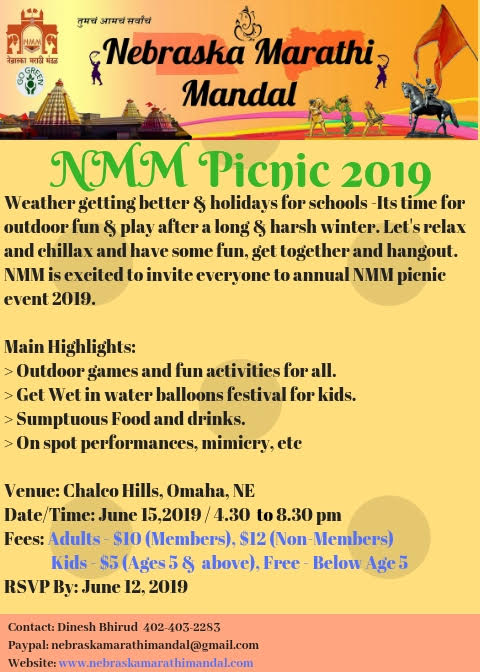 तुमचं आमचं सर्वांचं
NMM
नेब्रास्का मराठी मंडळ
GO GREEN
Nebraska Marathi
Mandal
NMM Picnic 2019
Weather getting better & holidays for schools -Its time for
outdoor fun & play after a long & harsh winter. Let's relax
and chillax and have some fun, get together and hangout.
NMM is excited to invite everyone to annual NMM picnic
event 2019.
Main Highlights:
> Outdoor games and fun activities for all.
> Get Wet in water balloons festival for kids.
> Sumptuous Food and drinks.
> On spot performances, mimicry, etc
Venue: Chalco Hills, Omaha, NE
Date/Time: June 15,2019 / 4.30 to 8.30 pm
Fees: Adults - $10 (Members), $12 (Non-Members)
Kids - $5 (Ages 5 & above), Free - Below Age 5
RSVP By: June 12, 2019
Contact: Dinesh Bhirud 402-403-2283
Paypal: nebraskamarathimandal@gmail.com
Website: www.nebraskamarathimandal.com